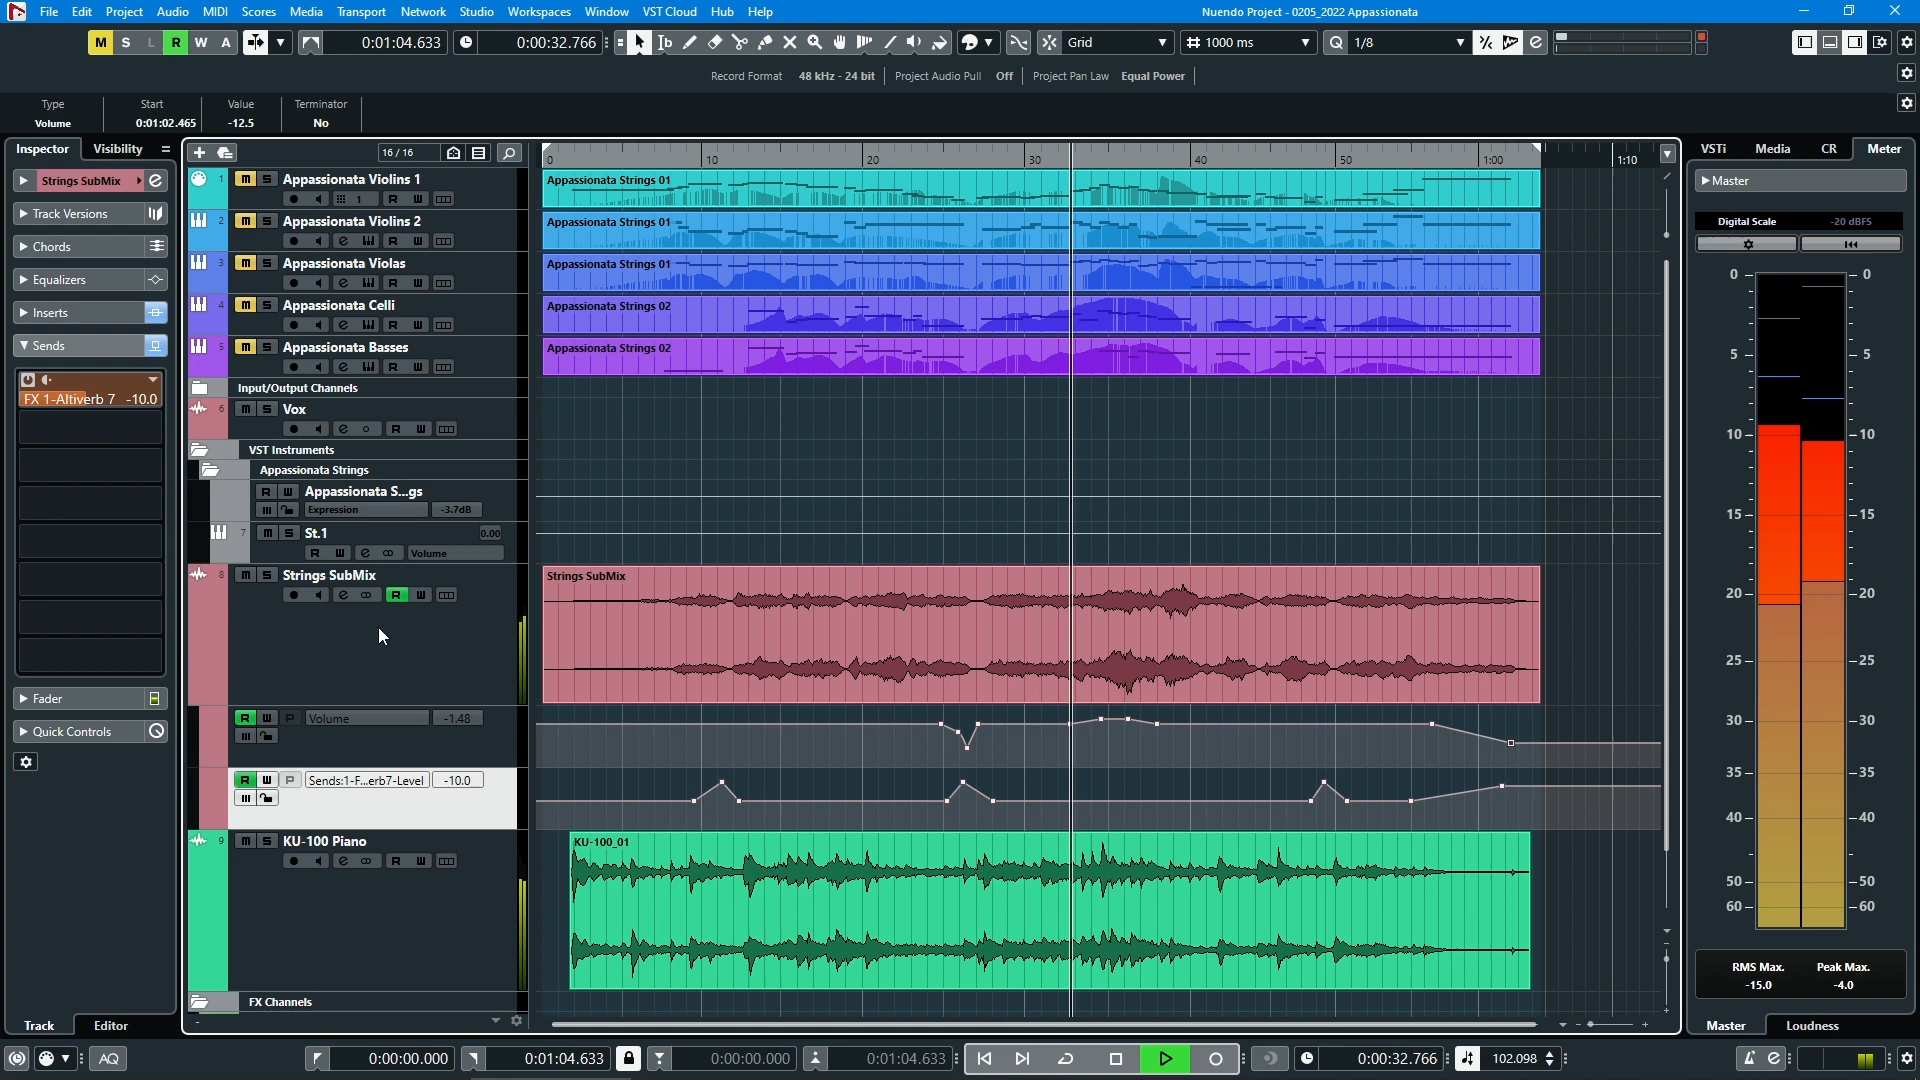 File Edit Project Audio MIDI Scores Media Transport Network Studio Workspaces Window VST Cloud Hub Help
Nuendo Project - 0205_2022 Appassionata
M S L R W A
0:01:04.633
0:00:32.766
Grid
1000 ms
Q 1/8
Record Format 48 kHz - 24 bit Project Audio Pull Off Project Pan Law Equal Power
Type Start Value Terminator
Volume 0:01:02.465 -12.5 No
Inspector Visibility
Strings SubMix
Track Versions
Chords
Equalizers
Inserts
Sends
FX 1-Altiverb 7 -10.0
Fader
Quick Controls
Track Editor
16 / 16
0 10 20 30 40 50 1:00 1:10
1 m S Appassionata Violins 1
1 R W
Appassionata Strings 01
2 m S Appassionata Violins 2
e R W
Appassionata Strings 01
3 m S Appassionata Violas
e R W
Appassionata Strings 01
4 m S Appassionata Celli
e R W
Appassionata Strings 02
5 m S Appassionata Basses
e R W
Appassionata Strings 02
Input/Output Channels
6 m S Vox
e R W
VST Instruments
Appassionata Strings
R W Appassionata S...gs
Expression -3.7dB
7 m S St.1 0.00
R W e Volume
8 m S Strings SubMix
e R W
Strings SubMix
R W P Volume -1.48
R W P Sends:1-F...erb7-Level -10.0
9 m S KU-100 Piano
e R W
KU-100_01
FX Channels
VSTi Media CR Meter
Master
Digital Scale -20 dBFS
0 0
5 5
10 10
15 15
20 20
25 25
30 30
35 35
40 40
50 50
60 60
RMS Max. Peak Max.
-15.0 -4.0
Master Loudness
AQ
0:00:00.000
0:01:04.633
0:00:00.000
0:01:04.633
0:00:32.766
102.098